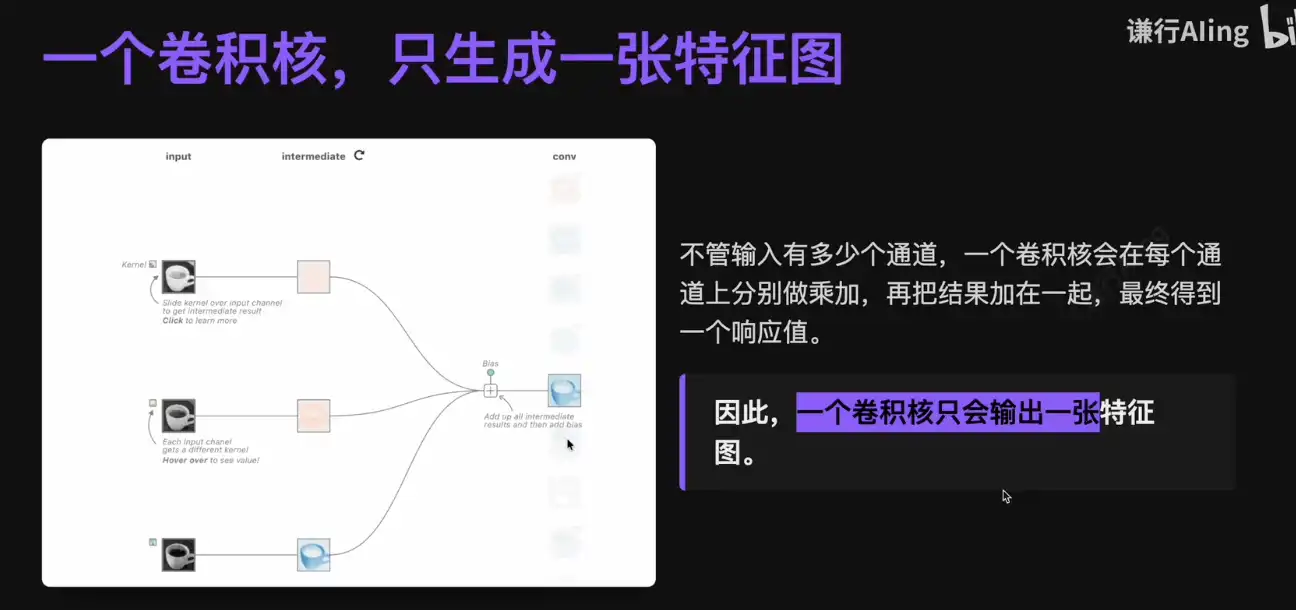 谦行AIing
一个卷积核，只生成一张特征图
input
intermediate
conv
Kernel
Slide kernel over input channel
to get intermediate result
Click to learn more
Bias
Add up all intermediate
results and then add bias
Each input chanel
gets a different kernel
Hover over to see value!
不管输入有多少个通道，一个卷积核会在每个通
道上分别做乘加，再把结果加在一起，最终得到
一个响应值。
因此，一个卷积核只会输出一张特征
图。